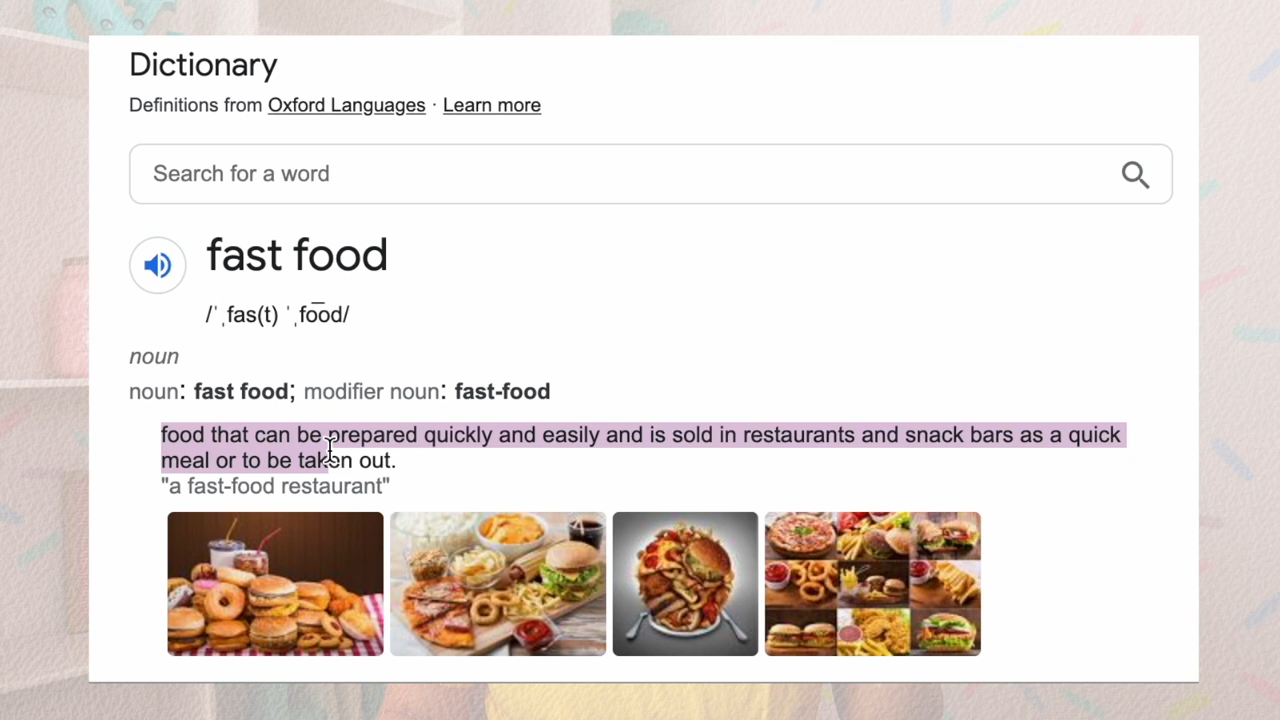 Dictionary
Definitions from Oxford Languages · Learn more
Search for a word
fast food
/ˈˌfas(t) ˈˌfo͞od/
noun
noun: fast food; modifier noun: fast-food
food that can be prepared quickly and easily and is sold in restaurants and snack bars as a quick
meal or to be taken out.
"a fast-food restaurant"